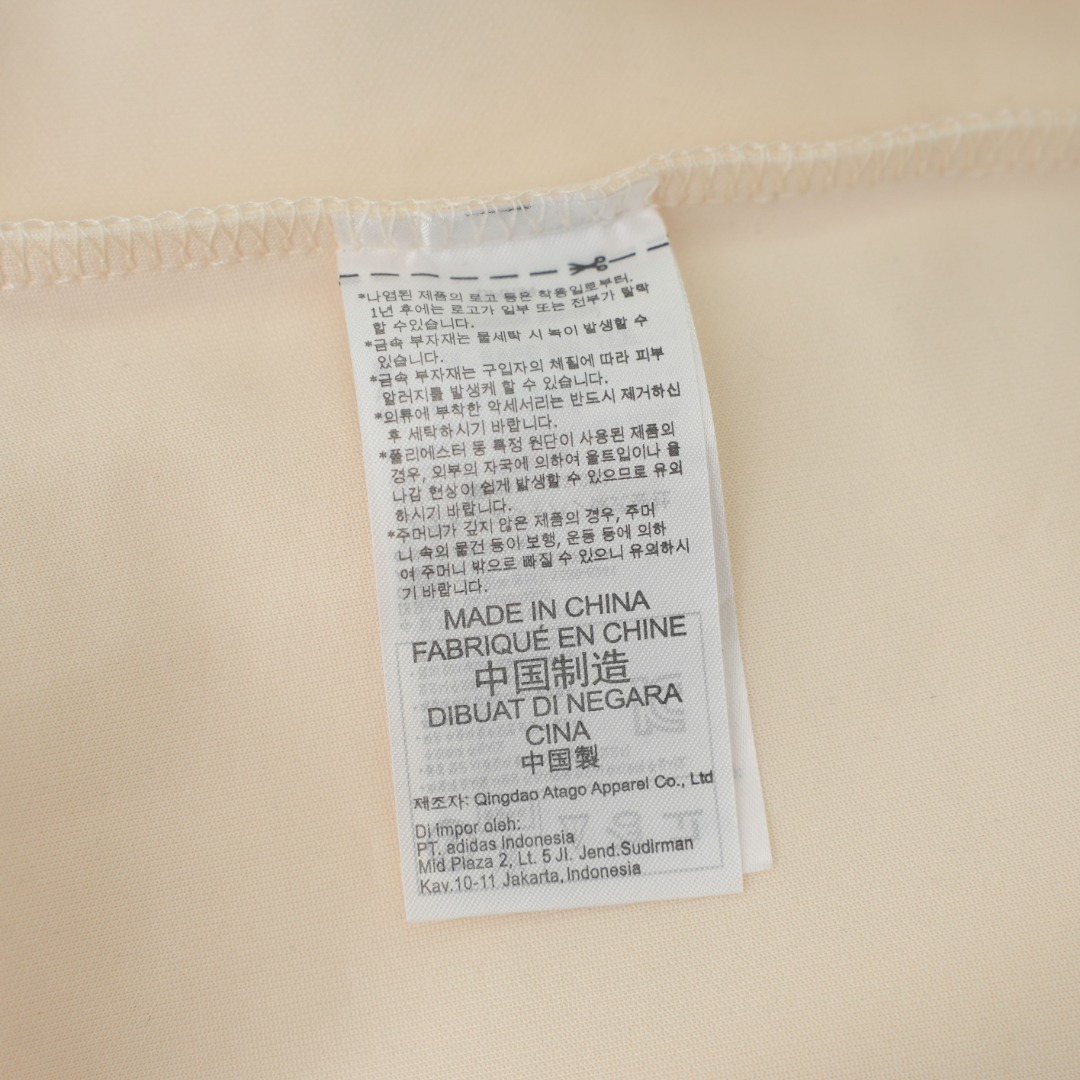 *나염된 제품의 로고 등은 착용일로부터.
1년 후에는 로고가 일부 또는 전부가 탈락
할 수있습니다.
*금속 부자재는 물세탁 시 녹이 발생할 수
있습니다.
*금속 부자재는 구입자의 체질에 따라 피부
알러지를 발생케 할 수 있습니다.
*의류에 부착한 악세서리는 반드시 제거하신
후 세탁하시기 바랍니다.
*폴리에스터 등 특정 원단이 사용된 제품의
경우, 외부의 자국에 의하여 올트임이나 올
나감 현상이 쉽게 발생할 수 있으므로 유의
하시기 바랍니다.
*주머니가 깊지 않은 제품의 경우, 주머
니 속의 물건 등이 보행, 운동 등에 의하
여 주머니 밖으로 빠질 수 있으니 유의하시
기 바랍니다.
MADE IN CHINA
FABRIQUÉ EN CHINE
中国制造
DIBUAT DI NEGARA
CINA
中国製
제조자: Qingdao Atago Apparel Co., Ltd
Di Impor oleh:
PT. adidas Indonesia
Mid Plaza 2, Lt. 5 Jl. Jend.Sudirman
Kav.10-11 Jakarta, Indonesia